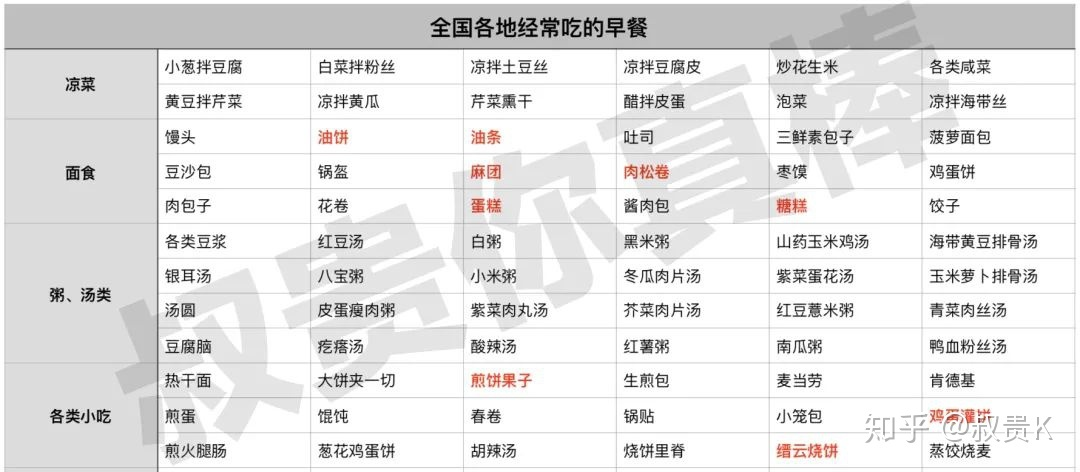 全国各地经常吃的早餐
凉菜
小葱拌豆腐 白菜拌粉丝 凉拌土豆丝 凉拌豆腐皮 炒花生米 各类咸菜
黄豆拌芹菜 凉拌黄瓜 芹菜熏干 醋拌皮蛋 泡菜 凉拌海带丝
面食
馒头 油饼 油条 吐司 三鲜素包子 菠萝面包
豆沙包 锅盔 麻团 肉松卷 枣馍 鸡蛋饼
肉包子 花卷 蛋糕 酱肉包 糖糕 饺子
粥、汤类
各类豆浆 红豆汤 白粥 黑米粥 山药玉米鸡汤 海带黄豆排骨汤
银耳汤 八宝粥 小米粥 冬瓜肉片汤 紫菜蛋花汤 玉米萝卜排骨汤
汤圆 皮蛋瘦肉粥 紫菜肉丸汤 芥菜肉片汤 红豆薏米粥 青菜肉丝汤
豆腐脑 疙瘩汤 酸辣汤 红薯粥 南瓜粥 鸭血粉丝汤
各类小吃
热干面 大饼夹一切 煎饼果子 生煎包 麦当劳 肯德基
煎蛋 馄饨 春卷 锅贴 小笼包 鸡蛋灌饼
煎火腿肠 葱花鸡蛋饼 胡辣汤 烧饼里脊 缙云烧饼 蒸饺烧麦
叔贵你真棒
知乎 @叔贵K